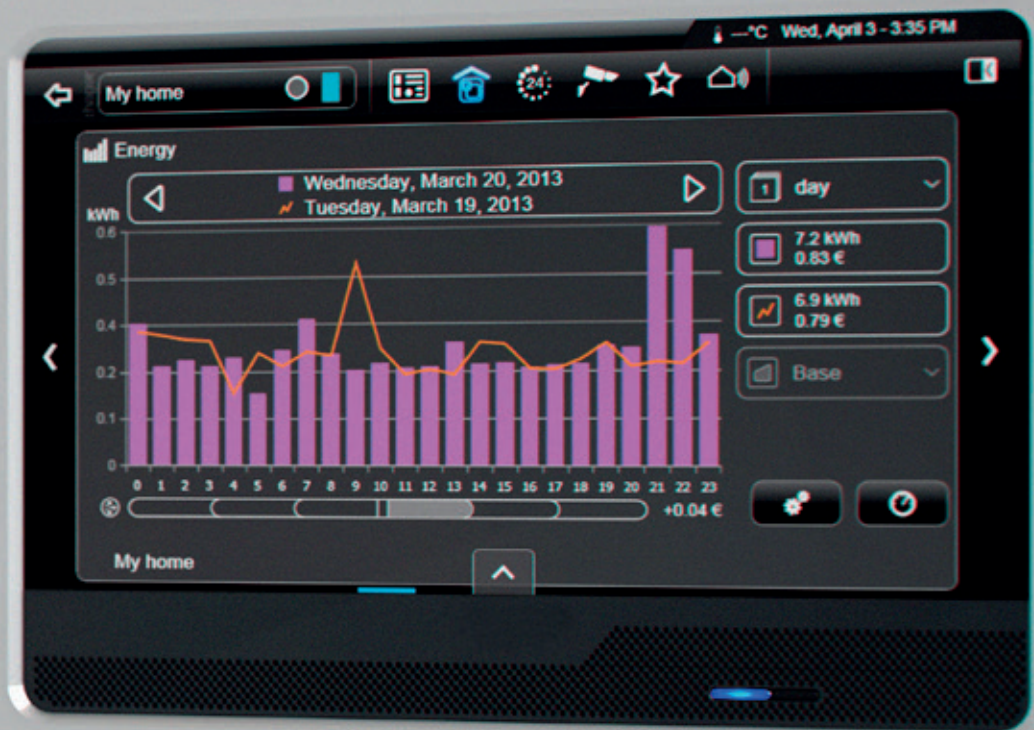 ---°C Wed, April 3 - 3:35 PM
My home
24
Energy
Wednesday, March 20, 2013
Tuesday, March 19, 2013
1 day
kWh
7.2 kWh
0.83 €
6.9 kWh
0.79 €
Base
0.6
0.5
0.4
0.2
0.1
0
0 1 2 3 4 5 6 7 8 9 10 11 12 13 14 15 16 17 18 19 20 21 22 23
+0.04 €
My home